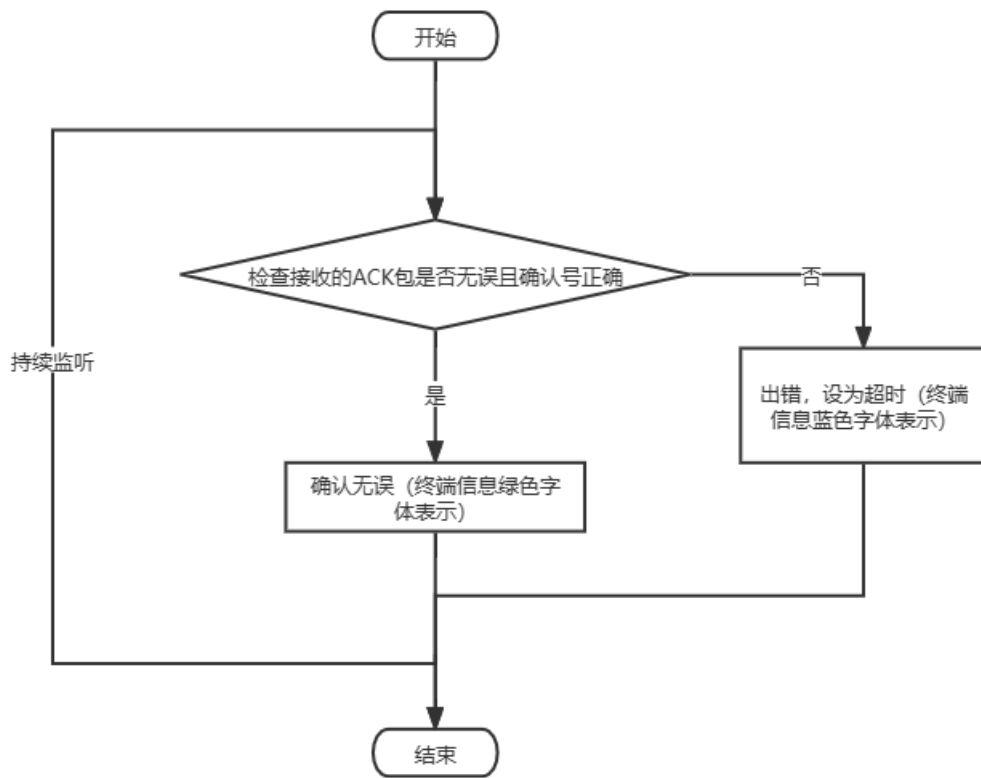 开始
检查接收的ACK包是否无误且确认号正确
否
持续监听
是
出错，设为超时（终端
信息蓝色字体表示）
确认无误（终端信息绿色字
体表示）
结束